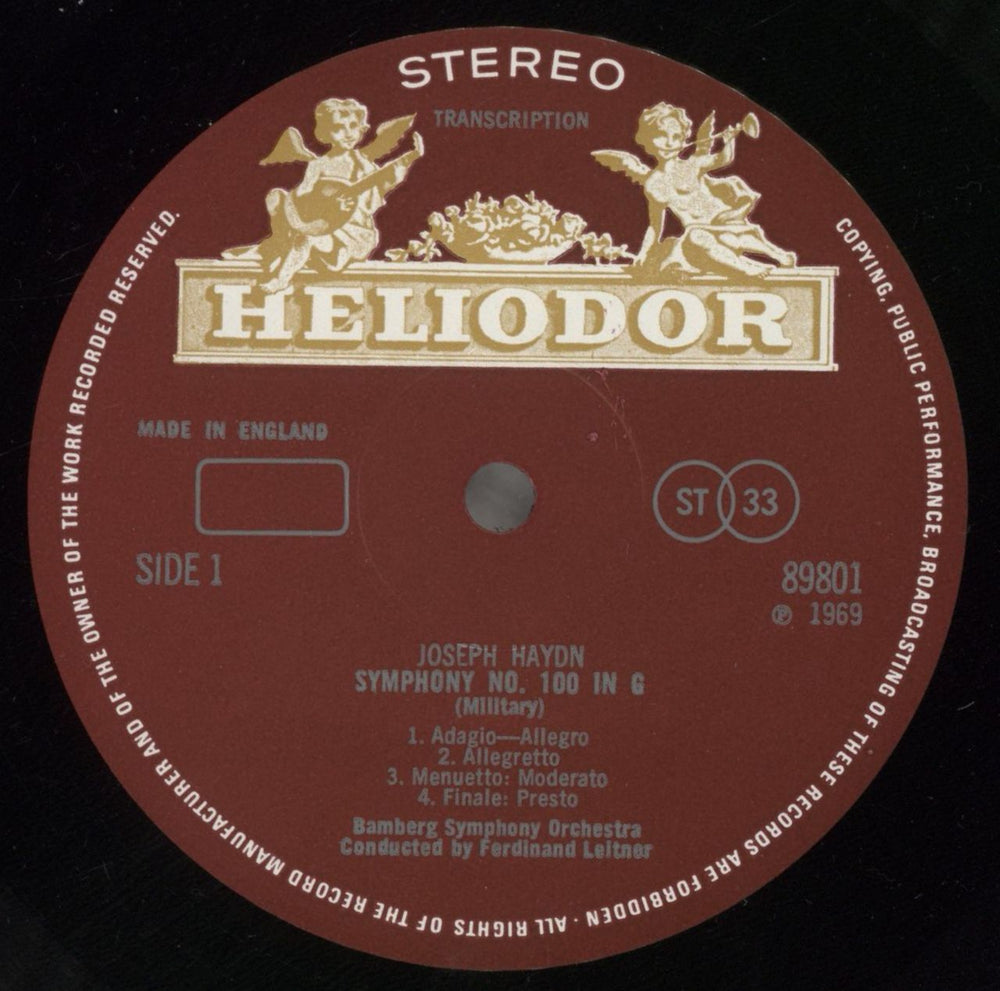 STEREO
TRANSCRIPTION
HELIODOR
MADE IN ENGLAND
ST 33
SIDE 1
89801
℗ 1969
JOSEPH HAYDN
SYMPHONY NO. 100 IN G
(Military)
1. Adagio—Allegro
2. Allegretto
3. Menuetto: Moderato
4. Finale: Presto
Bamberg Symphony Orchestra
Conducted by Ferdinand Leitner
COPYING, PUBLIC PERFORMANCE, BROADCASTING OF THESE RECORDS ARE FORBIDDEN · ALL RIGHTS OF THE RECORD MANUFACTURER AND OF THE OWNER OF THE WORK RECORDED RESERVED.